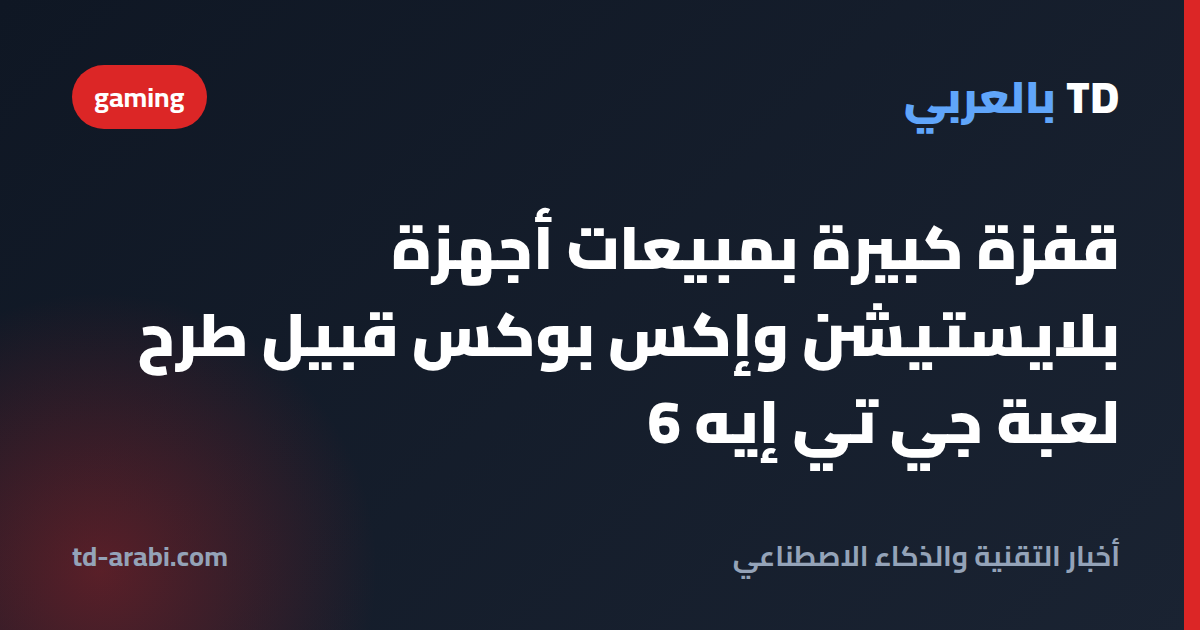 TD بالعربي
gaming
قفزة كبيرة بمبيعات أجهزة
بلايستيشن وإكس بوكس قبيل طرح
لعبة جي تي إيه 6
أخبار التقنية والذكاء الاصطناعي
td-arabi.com